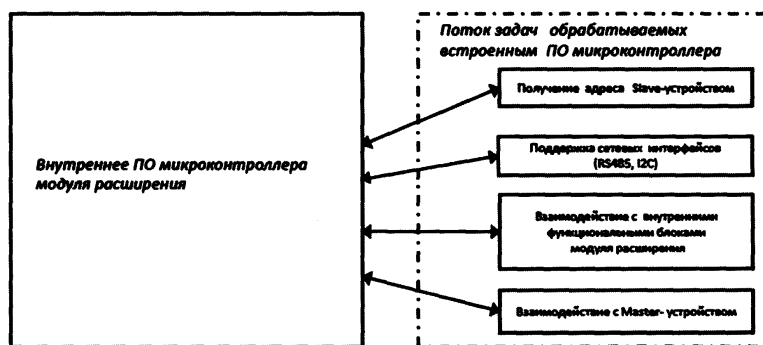 Внутреннее ПО микроконтроллера
модуля расширения
Поток задач обрабатываемых
встроенным ПО микроконтроллера
Получение адреса Slave-устройством
Поддержка сетевых интерфейсов
(RS485, I2C)
Взаимодействие с внутренними
функциональными блоками
модуля расширения
Взаимодействие с Master- устройством